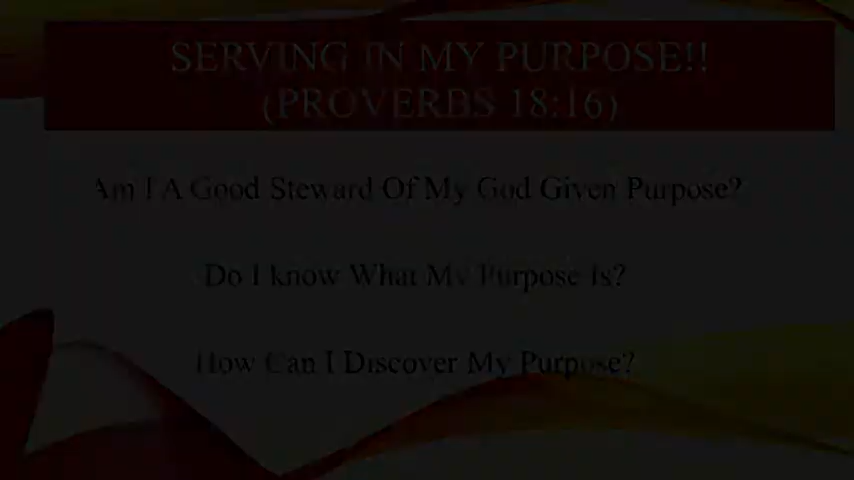 SERVING IN MY PURPOSE!!
(PROVERBS 18:16)
Am I A Good Steward Of My God Given Purpose?
Do I know What My Purpose Is?
How Can I Discover My Purpose?